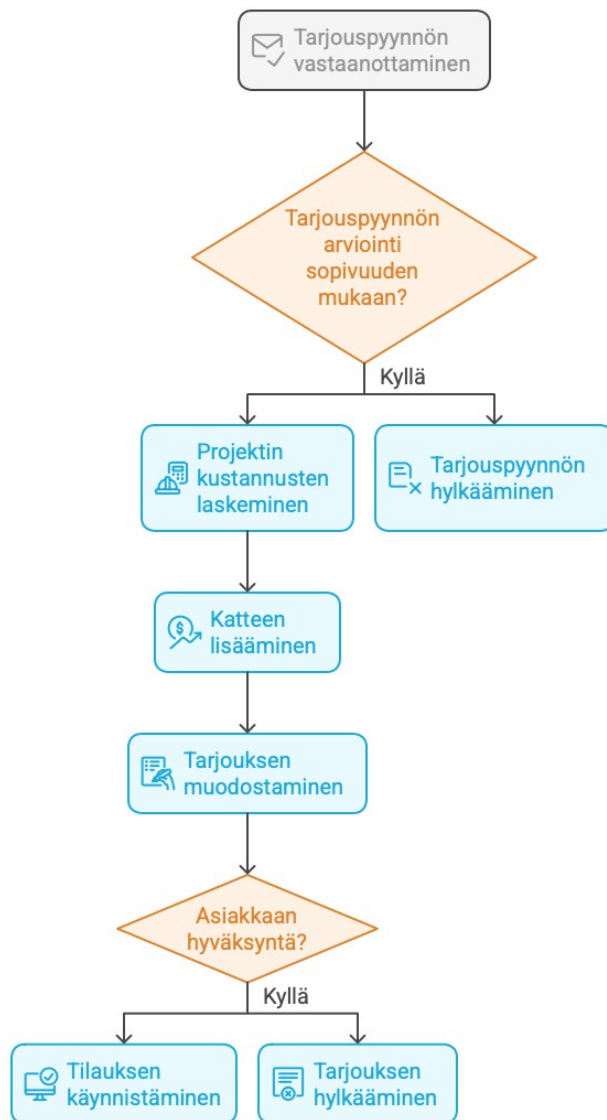 Tarjouspyynnön
vastaanottaminen
Tarjouspyynnön
arviointi
sopivuuden
mukaan?
Kyllä
Projektin
kustannusten
laskeminen
Tarjouspyynnön
hylkääminen
Katteen
lisääminen
Tarjouksen
muodostaminen
Asiakkaan
hyväksyntä?
Kyllä
Tilauksen
käynnistäminen
Tarjouksen
hylkääminen